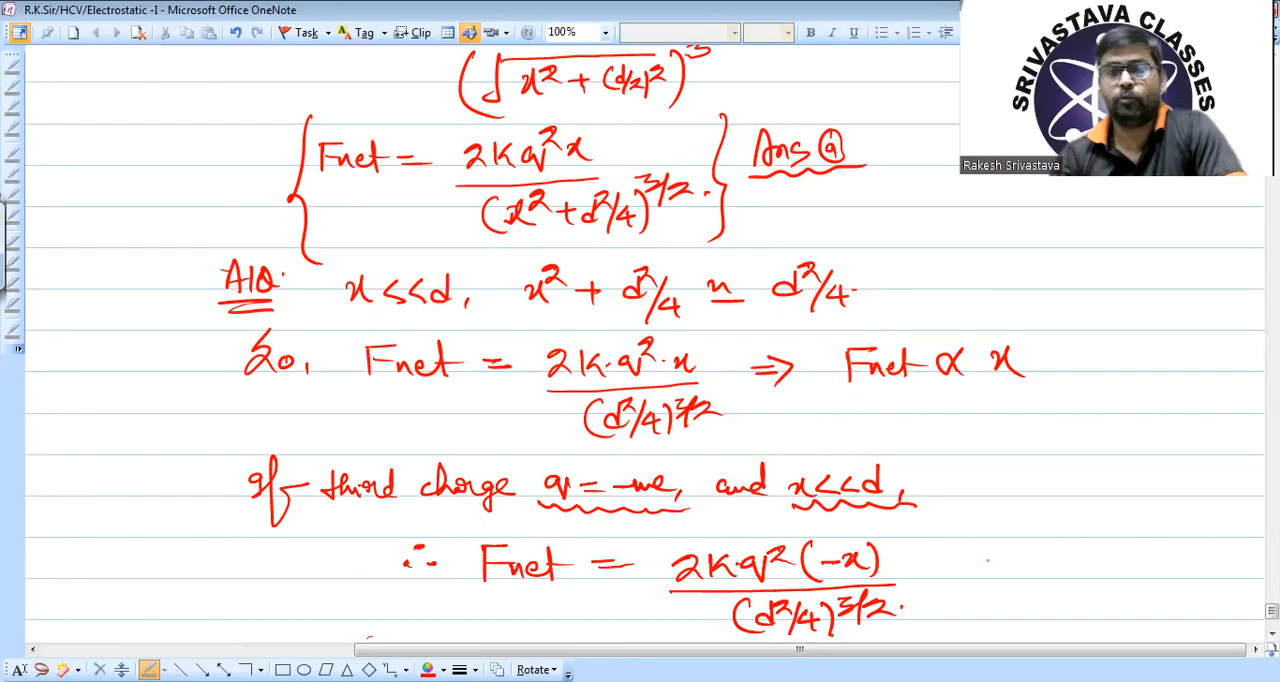 R.K.Sir/HCV/Electrostatic -I - Microsoft Office OneNote
Task Tag Clip 100% B I U
SRIVASTAVA CLASSES
Rakesh Srivastava
(√x² + (d/2)²)³
Fnet = 2Kq²x / (x² + d²/4)^3/2. Ans (a)
A/Q. x<<d, x² + d²/4 ≈ d²/4.
So, Fnet = 2K.q².x / (d²/4)^3/2 ⇒ Fnet ∝ x
If third charge q = -ve, and x<<d,
∴ Fnet = 2K.q²(-x) / (d²/4)^3/2.
Rotate